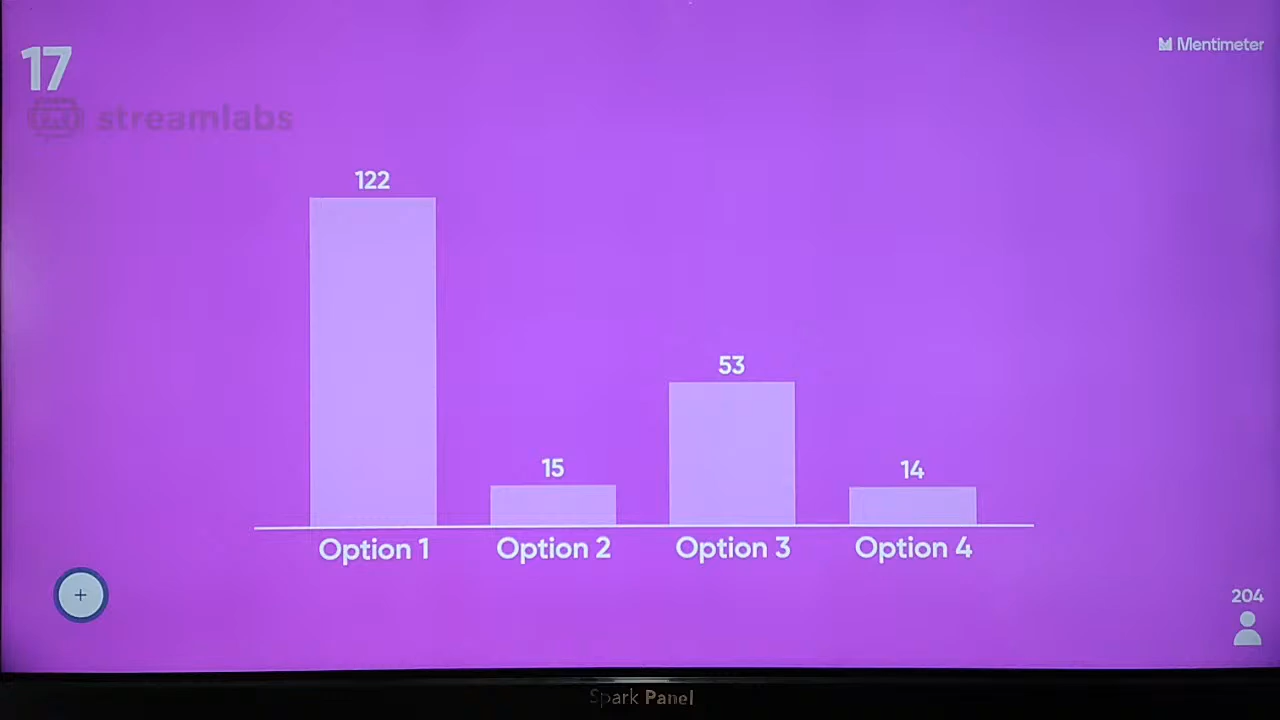 17
Mentimeter
streamlabs
122
53
15
14
Option 1
Option 2
Option 3
Option 4
+
204
Spark Panel